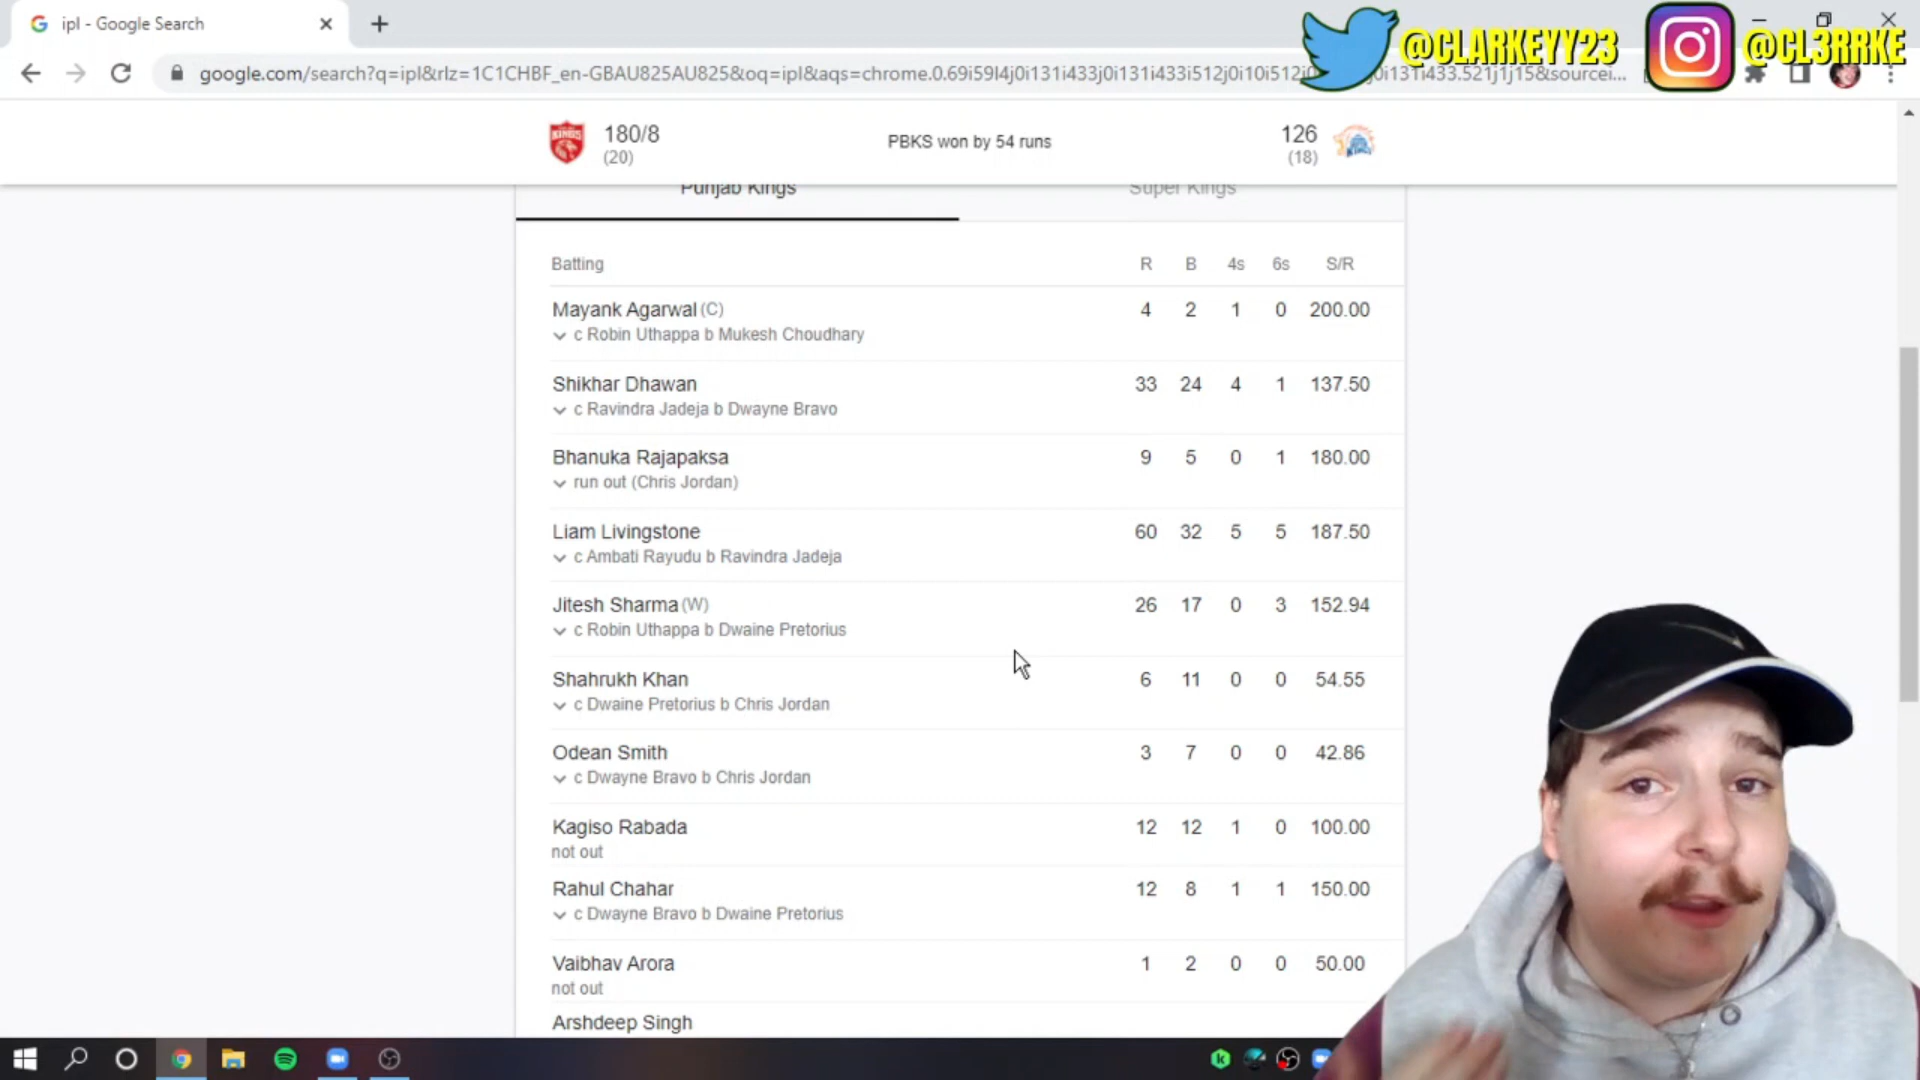 ipl - Google Search
@CLARKEYY23
@CL3RRKE
google.com/search?q=ipl&rlz=1C1CHBF_en-GBAU825AU825&oq=ipl&aqs=chrome.0.69i59l4j0i131i433j0i131i433i512j0i10i512j
j0i131i433.521j1j15&sourcei...
180/8
(20)
PBKS won by 54 runs
126
(18)
Punjab Kings
Super Kings
Batting R B 4s 6s S/R
Mayank Agarwal (C) 4 2 1 0 200.00
c Robin Uthappa b Mukesh Choudhary
Shikhar Dhawan 33 24 4 1 137.50
c Ravindra Jadeja b Dwayne Bravo
Bhanuka Rajapaksa 9 5 0 1 180.00
run out (Chris Jordan)
Liam Livingstone 60 32 5 5 187.50
c Ambati Rayudu b Ravindra Jadeja
Jitesh Sharma (W) 26 17 0 3 152.94
c Robin Uthappa b Dwaine Pretorius
Shahrukh Khan 6 11 0 0 54.55
c Dwaine Pretorius b Chris Jordan
Odean Smith 3 7 0 0 42.86
c Dwayne Bravo b Chris Jordan
Kagiso Rabada 12 12 1 0 100.00
not out
Rahul Chahar 12 8 1 1 150.00
c Dwayne Bravo b Dwaine Pretorius
Vaibhav Arora 1 2 0 0 50.00
not out
Arshdeep Singh